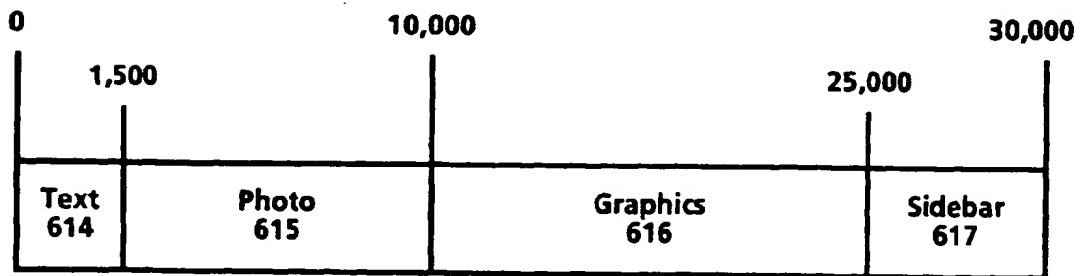 0
10,000
30,000
1,500
25,000
Text
614
Photo
615
Graphics
616
Sidebar
617